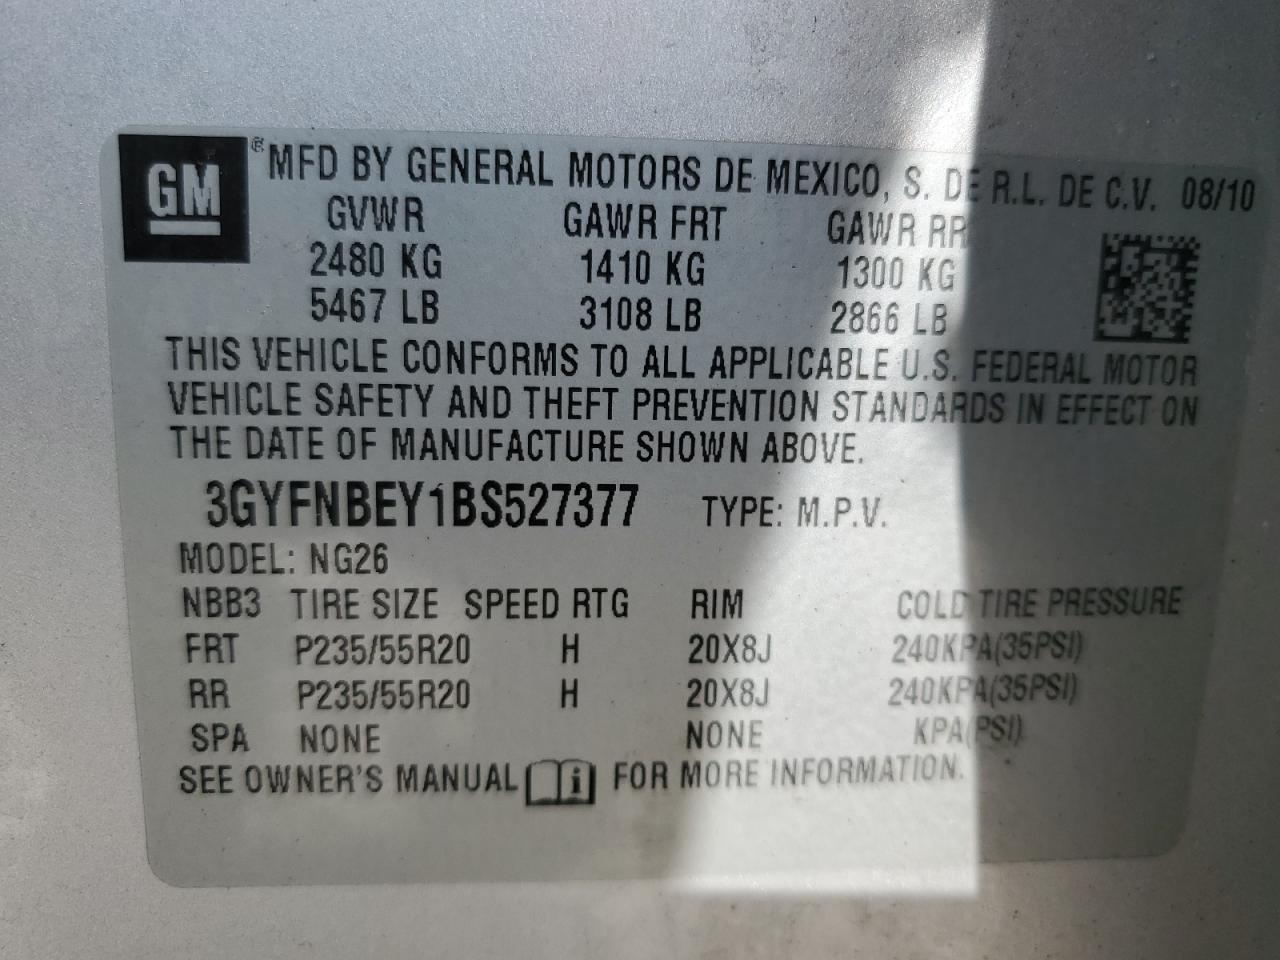 GM ® MFD BY GENERAL MOTORS DE MEXICO, S. DE R.L. DE C.V. 08/10
GVWR GAWR FRT GAWR RR
2480 KG 1410 KG 1300 KG
5467 LB 3108 LB 2866 LB
THIS VEHICLE CONFORMS TO ALL APPLICABLE U.S. FEDERAL MOTOR
VEHICLE SAFETY AND THEFT PREVENTION STANDARDS IN EFFECT ON
THE DATE OF MANUFACTURE SHOWN ABOVE.
3GYFNBEY1BS527377 TYPE: M.P.V.
MODEL: NG26
NBB3 TIRE SIZE SPEED RTG RIM COLD TIRE PRESSURE
FRT P235/55R20 H 20X8J 240KPA(35PSI)
RR P235/55R20 H 20X8J 240KPA(35PSI)
SPA NONE NONE KPA(PSI)
SEE OWNER'S MANUAL i FOR MORE INFORMATION.